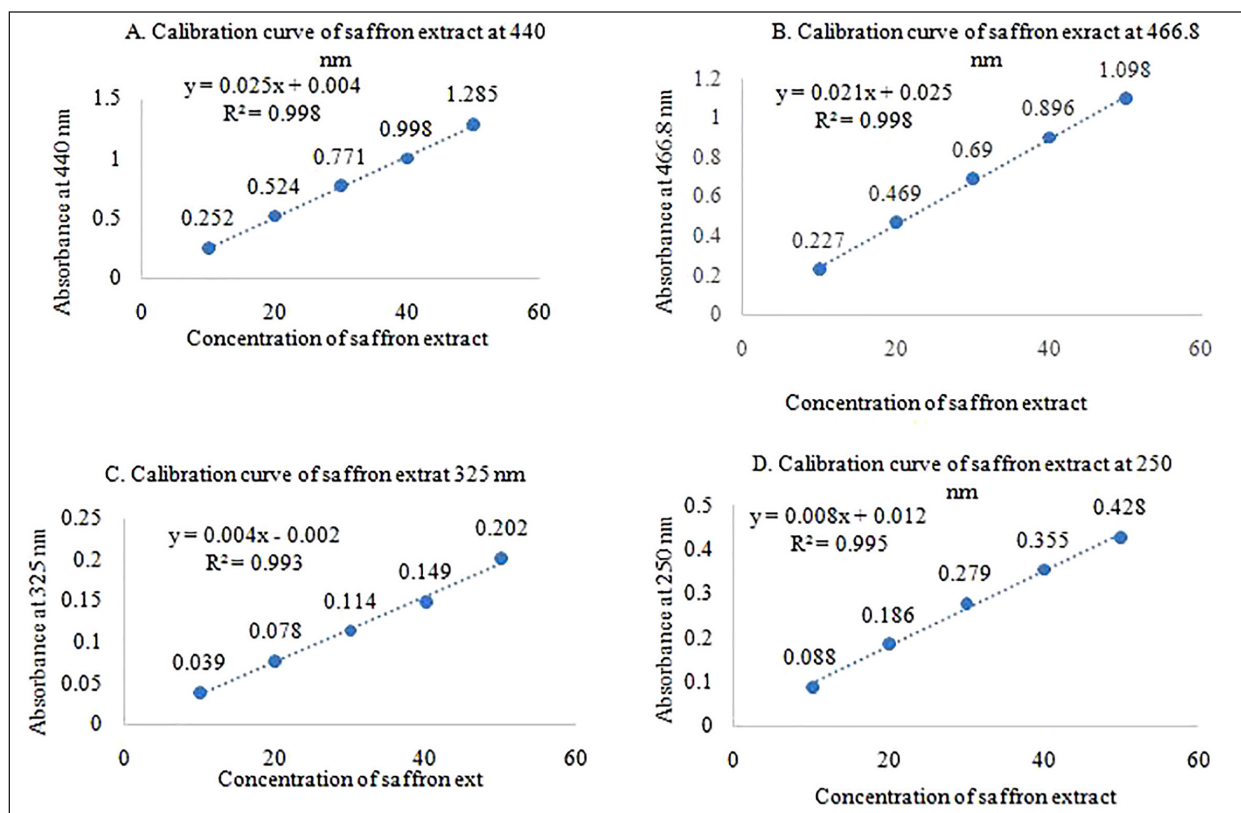 A. Calibration curve of saffron extract at 440
nm
y = 0.025x + 0.004
R² = 0.998
1.5
1
0.5
0
Absorbance at 440 nm
0.252
0.524
0.771
0.998
1.285
0
20
40
60
Concentration of saffron extract
B. Calibration curve of saffron exract at 466.8
nm
y = 0.021x + 0.025
R² = 0.998
1.2
1
0.8
0.6
0.4
0.2
0
Absorbance at 466.8 nm
0.227
0.469
0.69
0.896
1.098
0
20
40
60
Concentration of saffron extract
C. Calibration curve of saffron extrat 325 nm
y = 0.004x - 0.002
R² = 0.993
0.25
0.2
0.15
0.1
0.05
0
Absorbance at 325 nm
0.039
0.078
0.114
0.149
0.202
0
20
40
60
Concentration of saffron ext
D. Calibration curve of saffron extract at 250
nm
y = 0.008x + 0.012
R² = 0.995
0.5
0.4
0.3
0.2
0.1
0
Absorbance at 250 nm
0.088
0.186
0.279
0.355
0.428
0
20
40
60
Concentration of saffron extract